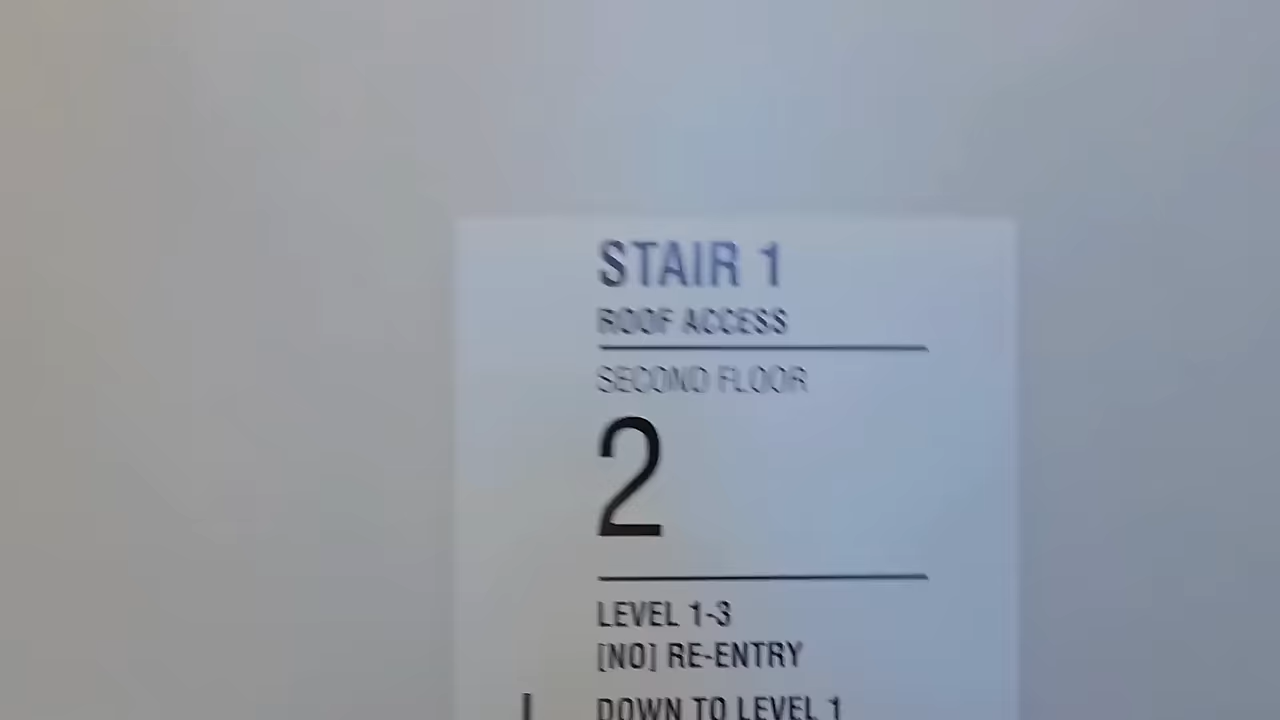 STAIR 1
ROOF ACCESS
SECOND FLOOR
2
LEVEL 1-3
[NO] RE-ENTRY
DOWN TO LEVEL 1